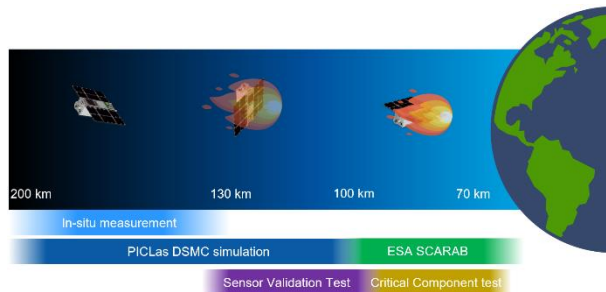 200 km 130 km 100 km 70 km
In-situ measurement
PICLas DSMC simulation ESA SCARAB
Sensor Validation Test Critical Component test